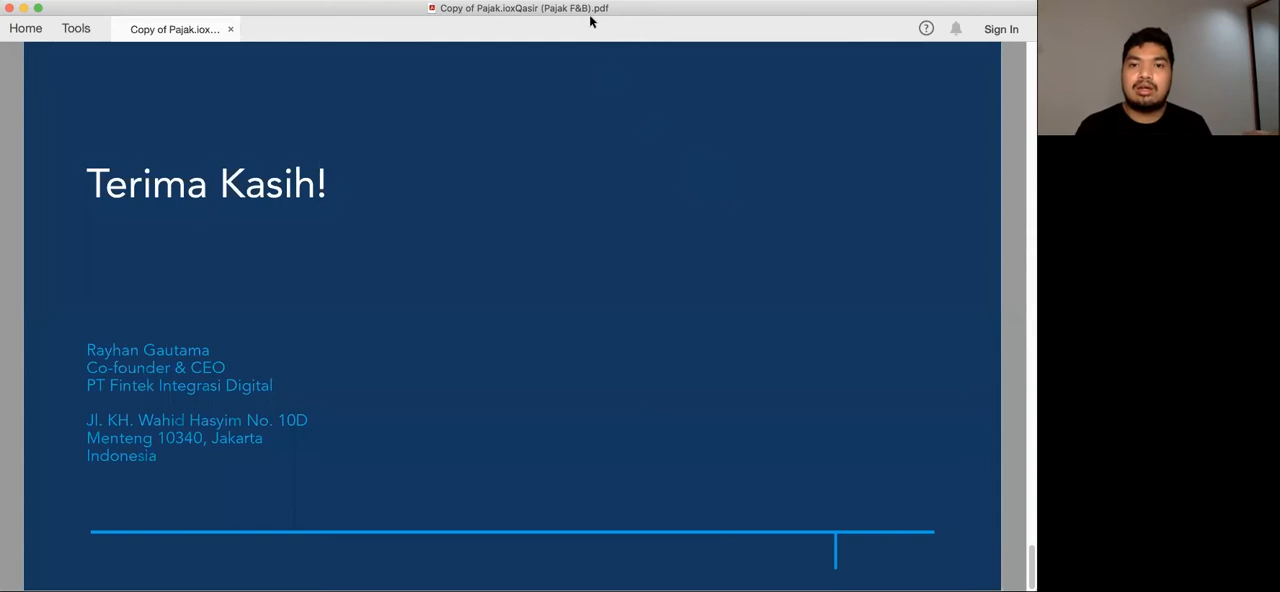 Copy of Pajak.ioxQasir (Pajak F&B).pdf
Home Tools Copy of Pajak.iox... × ? Sign In
Terima Kasih!
Rayhan Gautama
Co-founder & CEO
PT Fintek Integrasi Digital
Jl. KH. Wahid Hasyim No. 10D
Menteng 10340, Jakarta
Indonesia